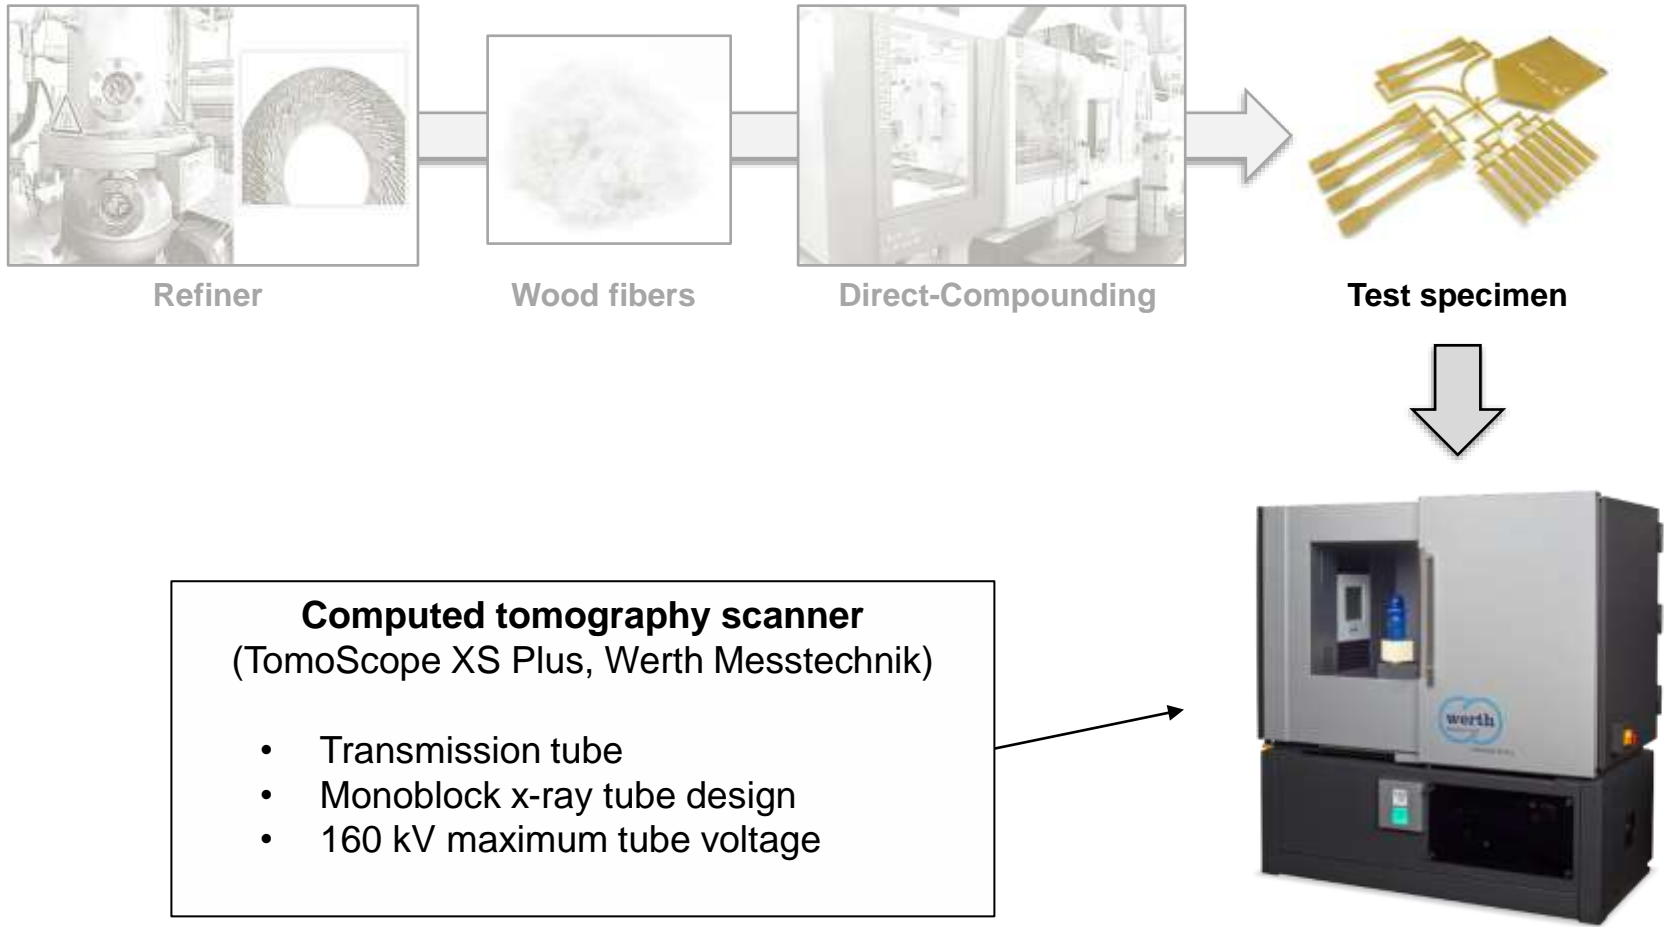 Refiner
Wood fibers
Direct-Compounding
Test specimen
Computed tomography scanner
(TomoScope XS Plus, Werth Messtechnik)
• Transmission tube
• Monoblock x-ray tube design
• 160 kV maximum tube voltage
werth